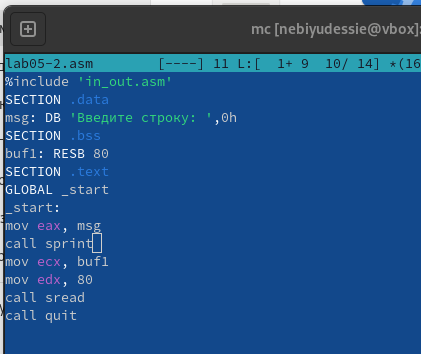 mc [nebiyudessie@vbox]:
lab05-2.asm [----] 11 L:[ 1+ 9 10/ 14] *(16
%include 'in_out.asm'
SECTION .data
msg: DB 'Введите строку: ',0h
SECTION .bss
buf1: RESB 80
SECTION .text
GLOBAL _start
_start:
mov eax, msg
call sprint
mov ecx, buf1
mov edx, 80
call sread
call quit